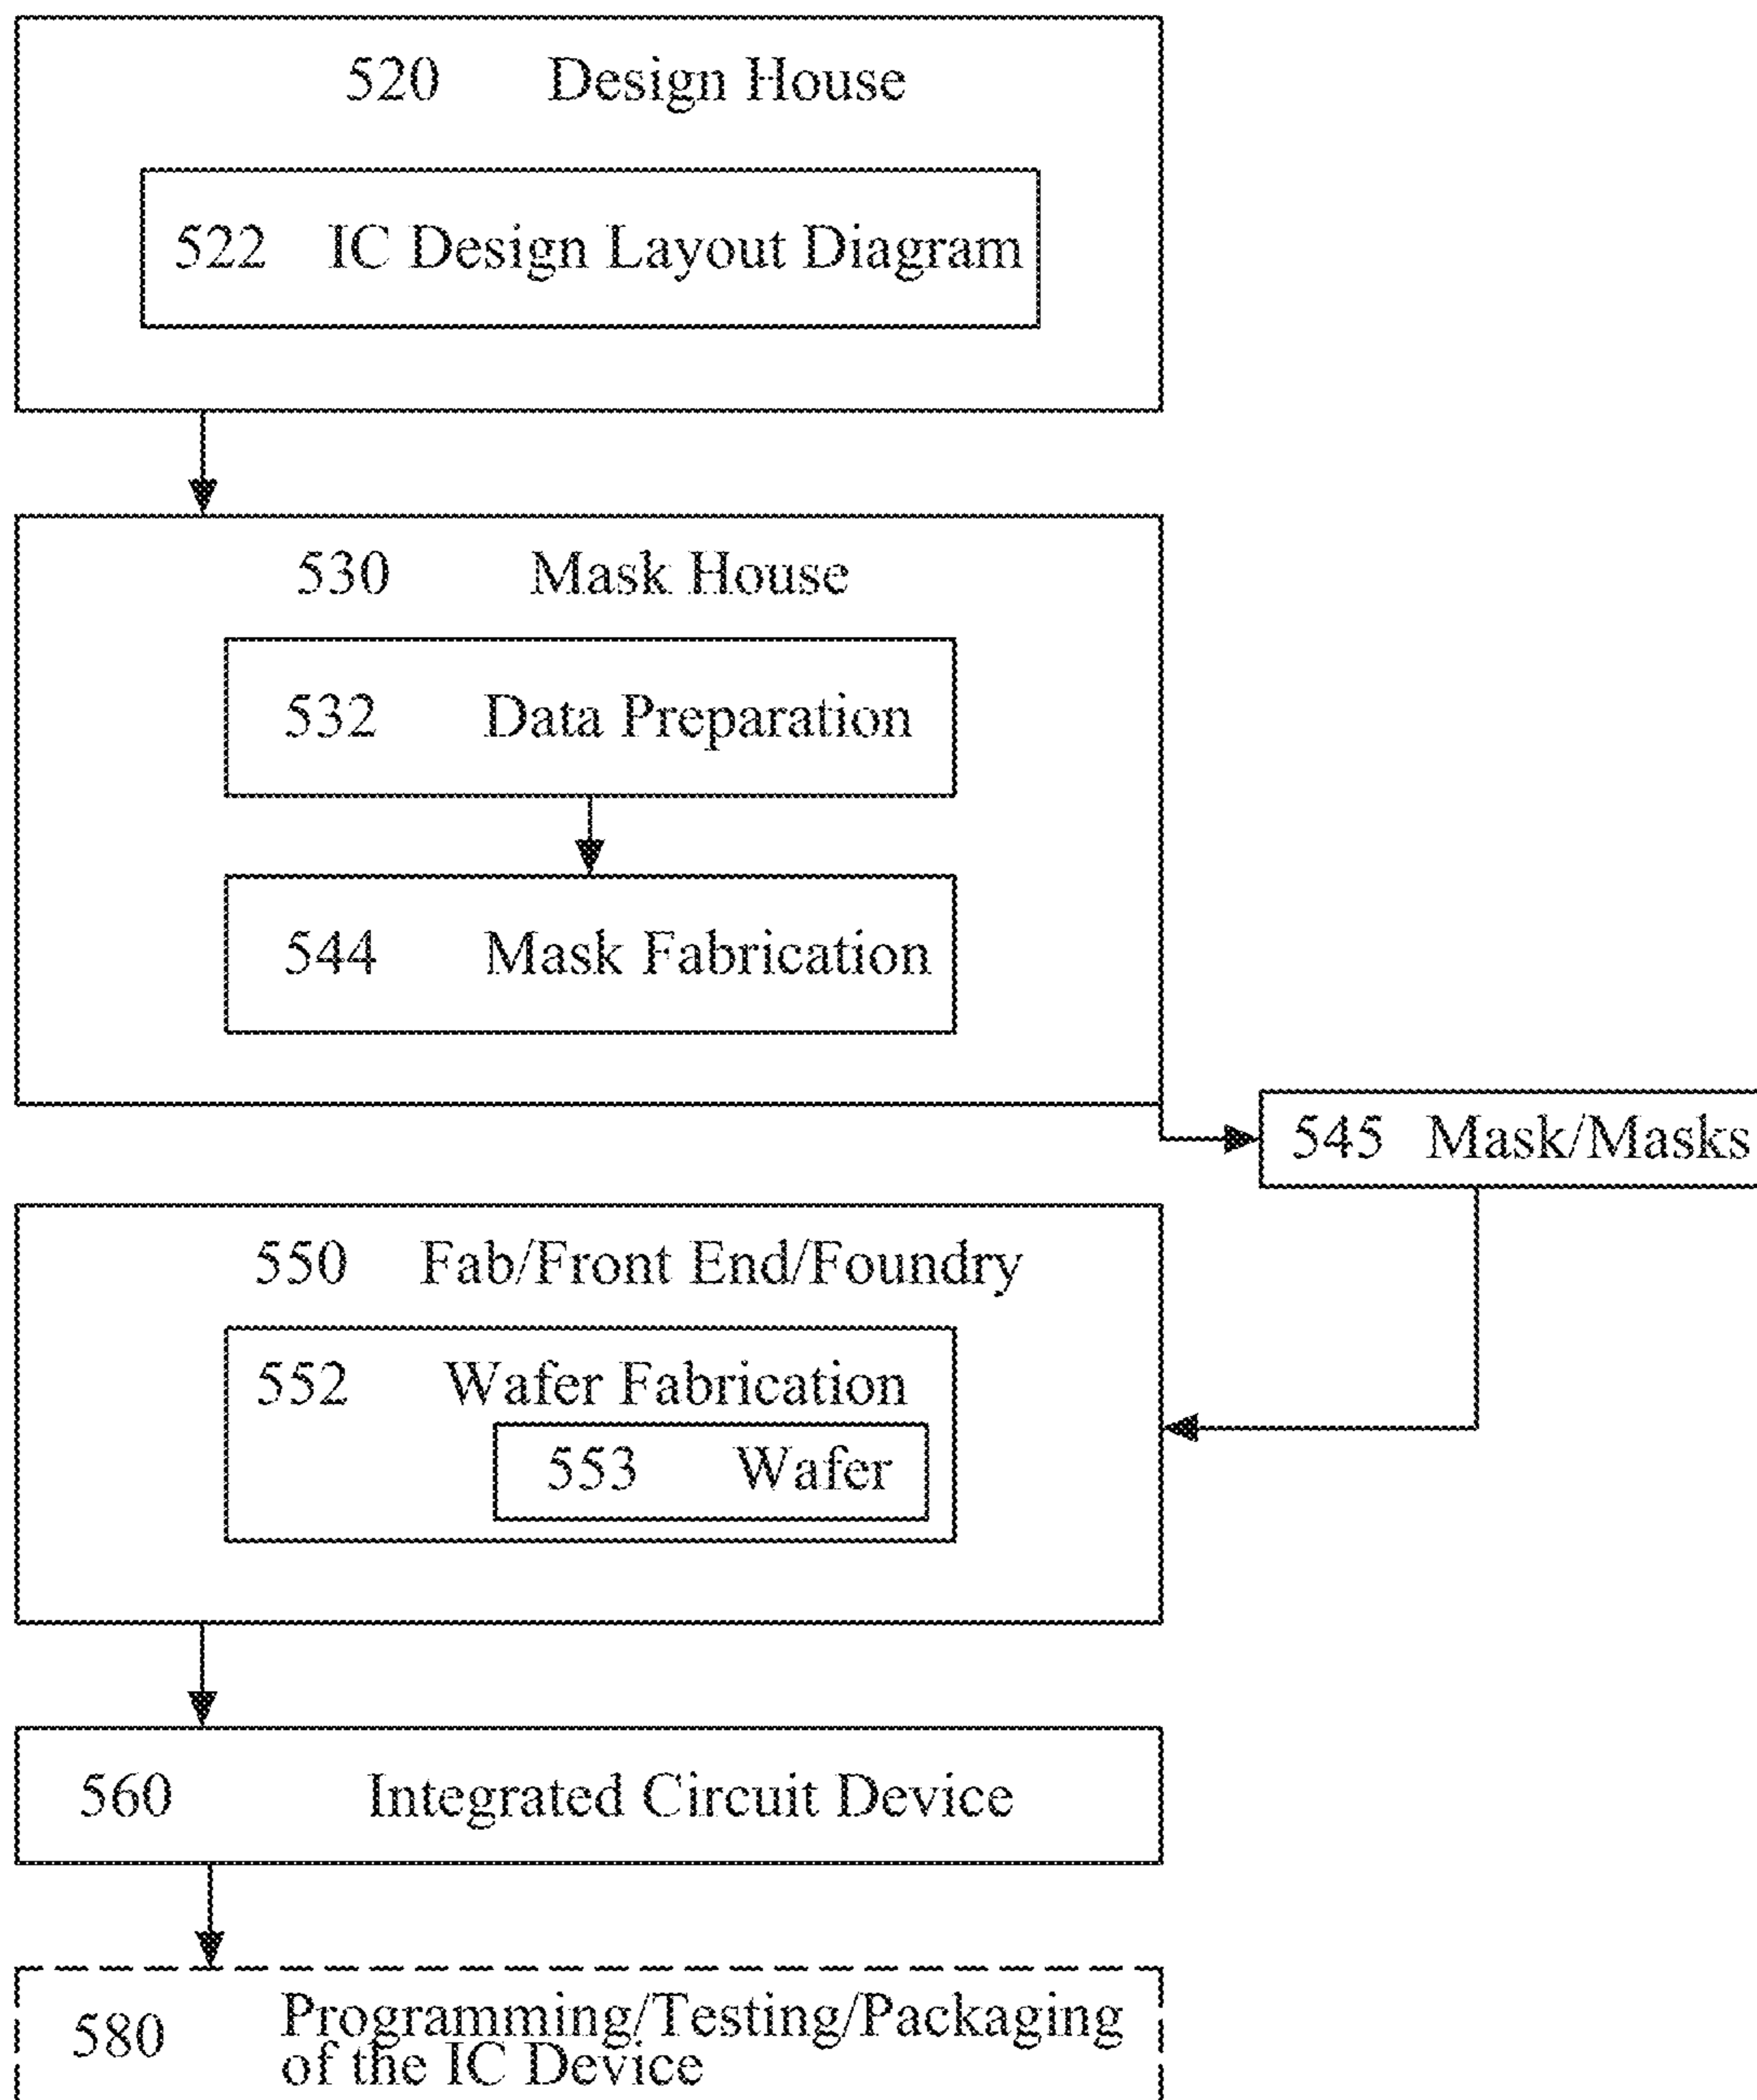 520 Design House
522 IC Design Layout Diagram
530 Mask House
532 Data Preparation
544 Mask Fabrication
545 Mask/Masks
550 Fab/Front End/Foundry
552 Wafer Fabrication
553 Wafer
560 Integrated Circuit Device
580 Programming/Testing/Packaging
of the IC Device